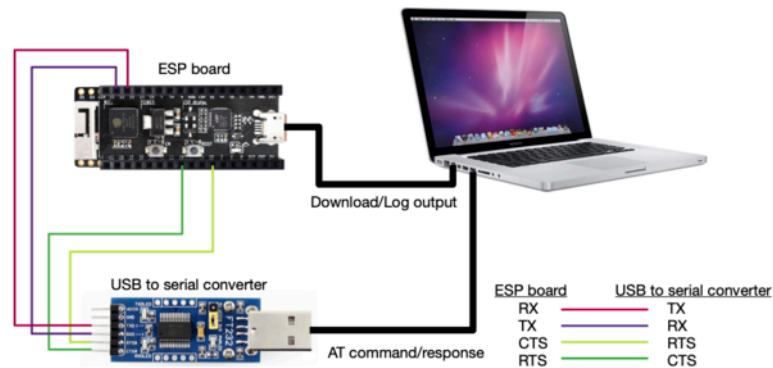 ESP board
Download/Log output
USB to serial converter
FT232
AT command/response
ESP board USB to serial converter
RX TX
TX RX
CTS RTS
RTS CTS